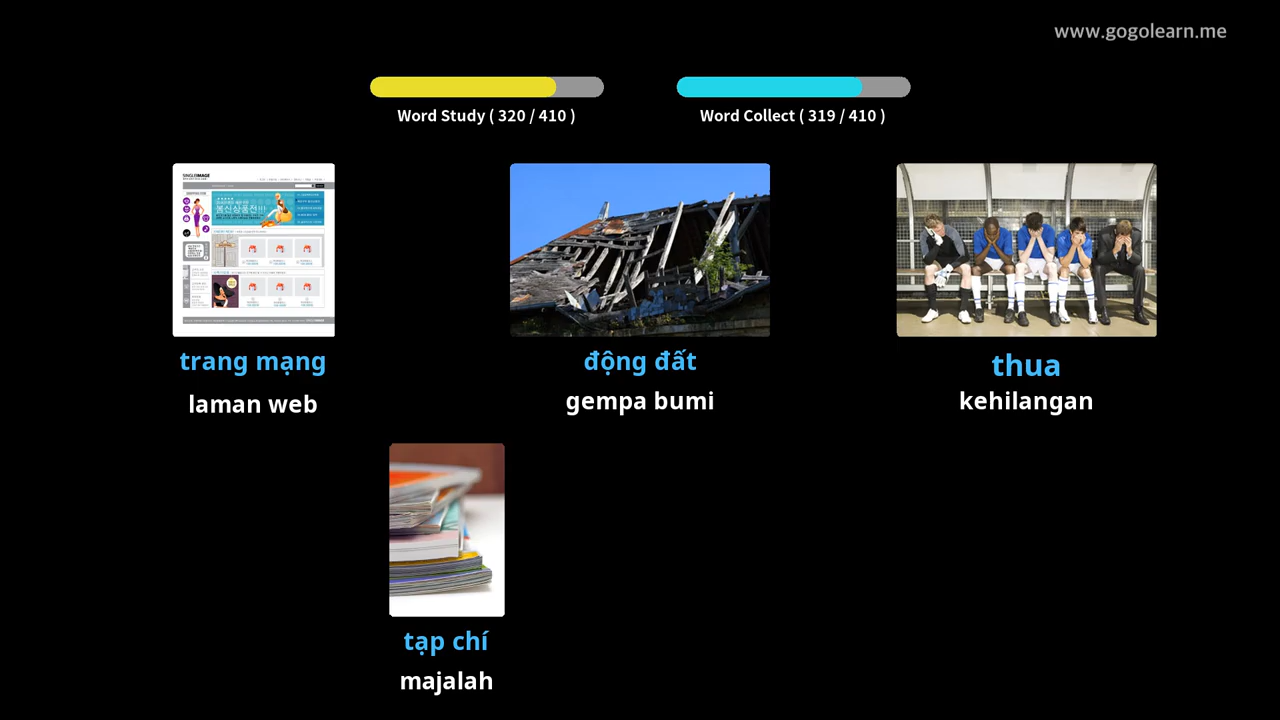 www.gogolearn.me
Word Study ( 320 / 410 )
Word Collect ( 319 / 410 )
trang mạng
laman web
động đất
gempa bumi
thua
kehilangan
tạp chí
majalah